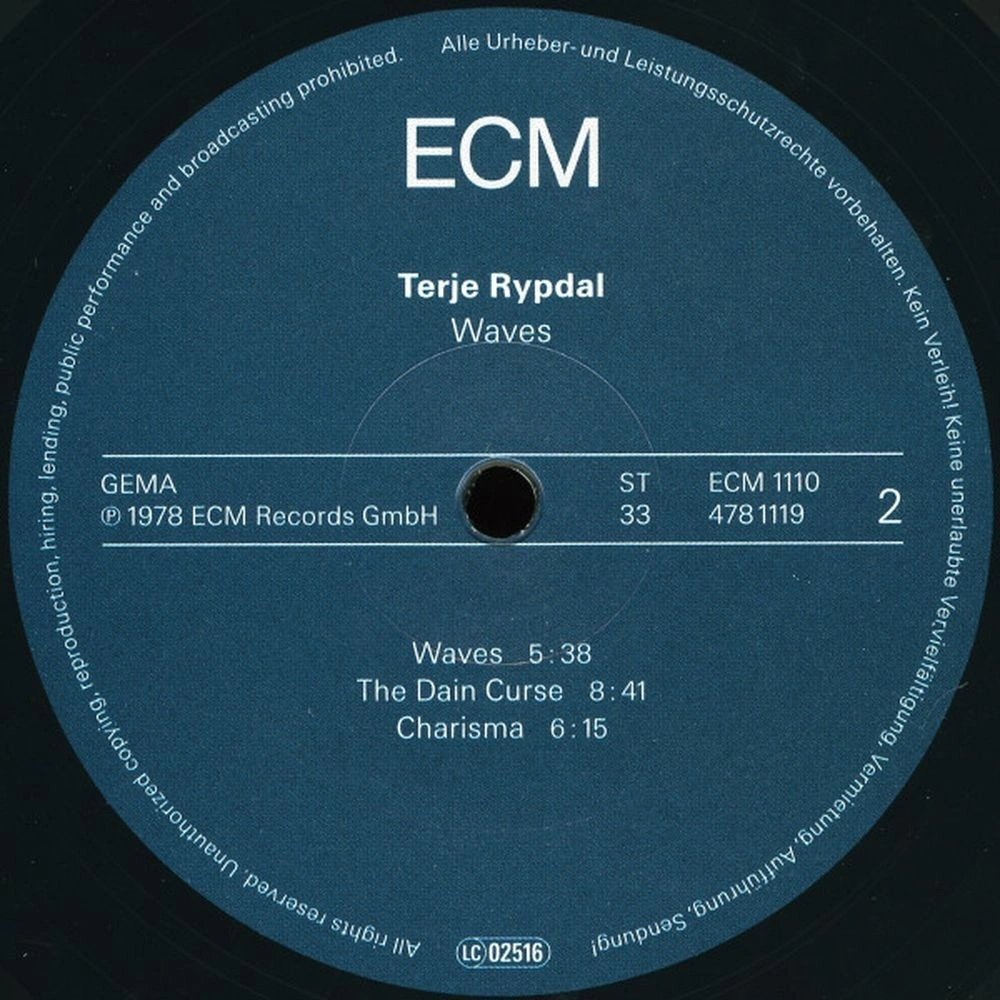 Alle Urheber- und Leistungsschutzrechte vorbehalten. Kein Verleih! Keine unerlaubte Vervielfältigung, Vermietung, Aufführung, Sendung!
All rights reserved. Unauthorized copying, reproduction, hiring, lending, public performance and broadcasting prohibited.
ECM
Terje Rypdal
Waves
GEMA
℗ 1978 ECM Records GmbH
ST
33
ECM 1110
478 1119
2
Waves 5:38
The Dain Curse 8:41
Charisma 6:15
LC 02516